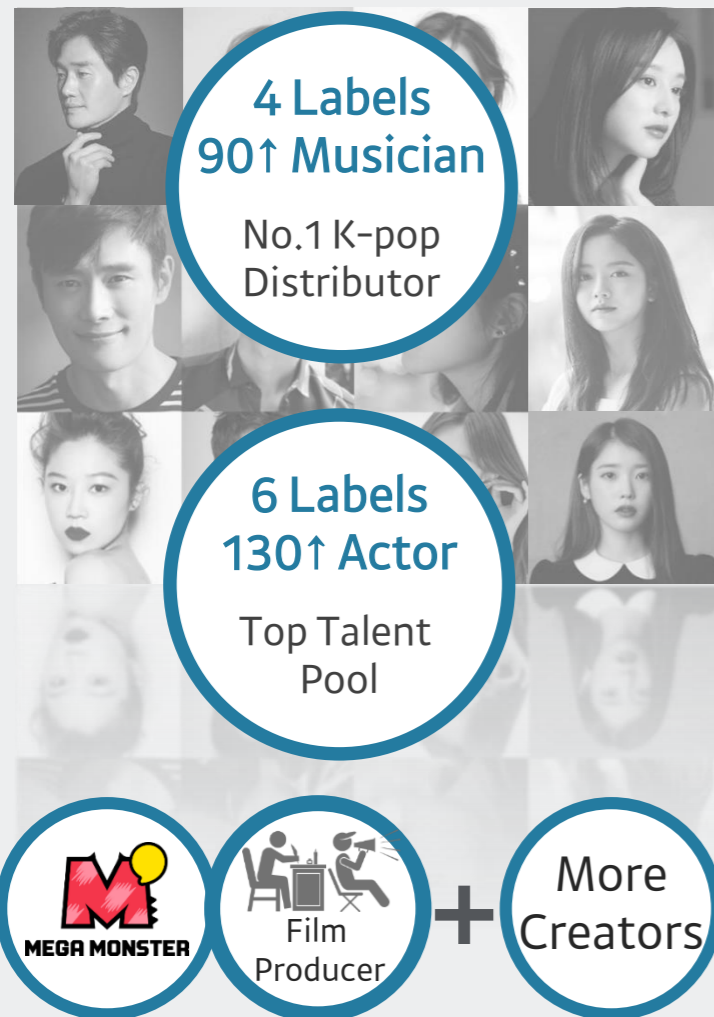 4 Labels
90↑ Musician
No.1 K-pop
Distributor
6 Labels
130↑ Actor
Top Talent
Pool
M
MEGA MONSTER
Film
Producer
+
More
Creators